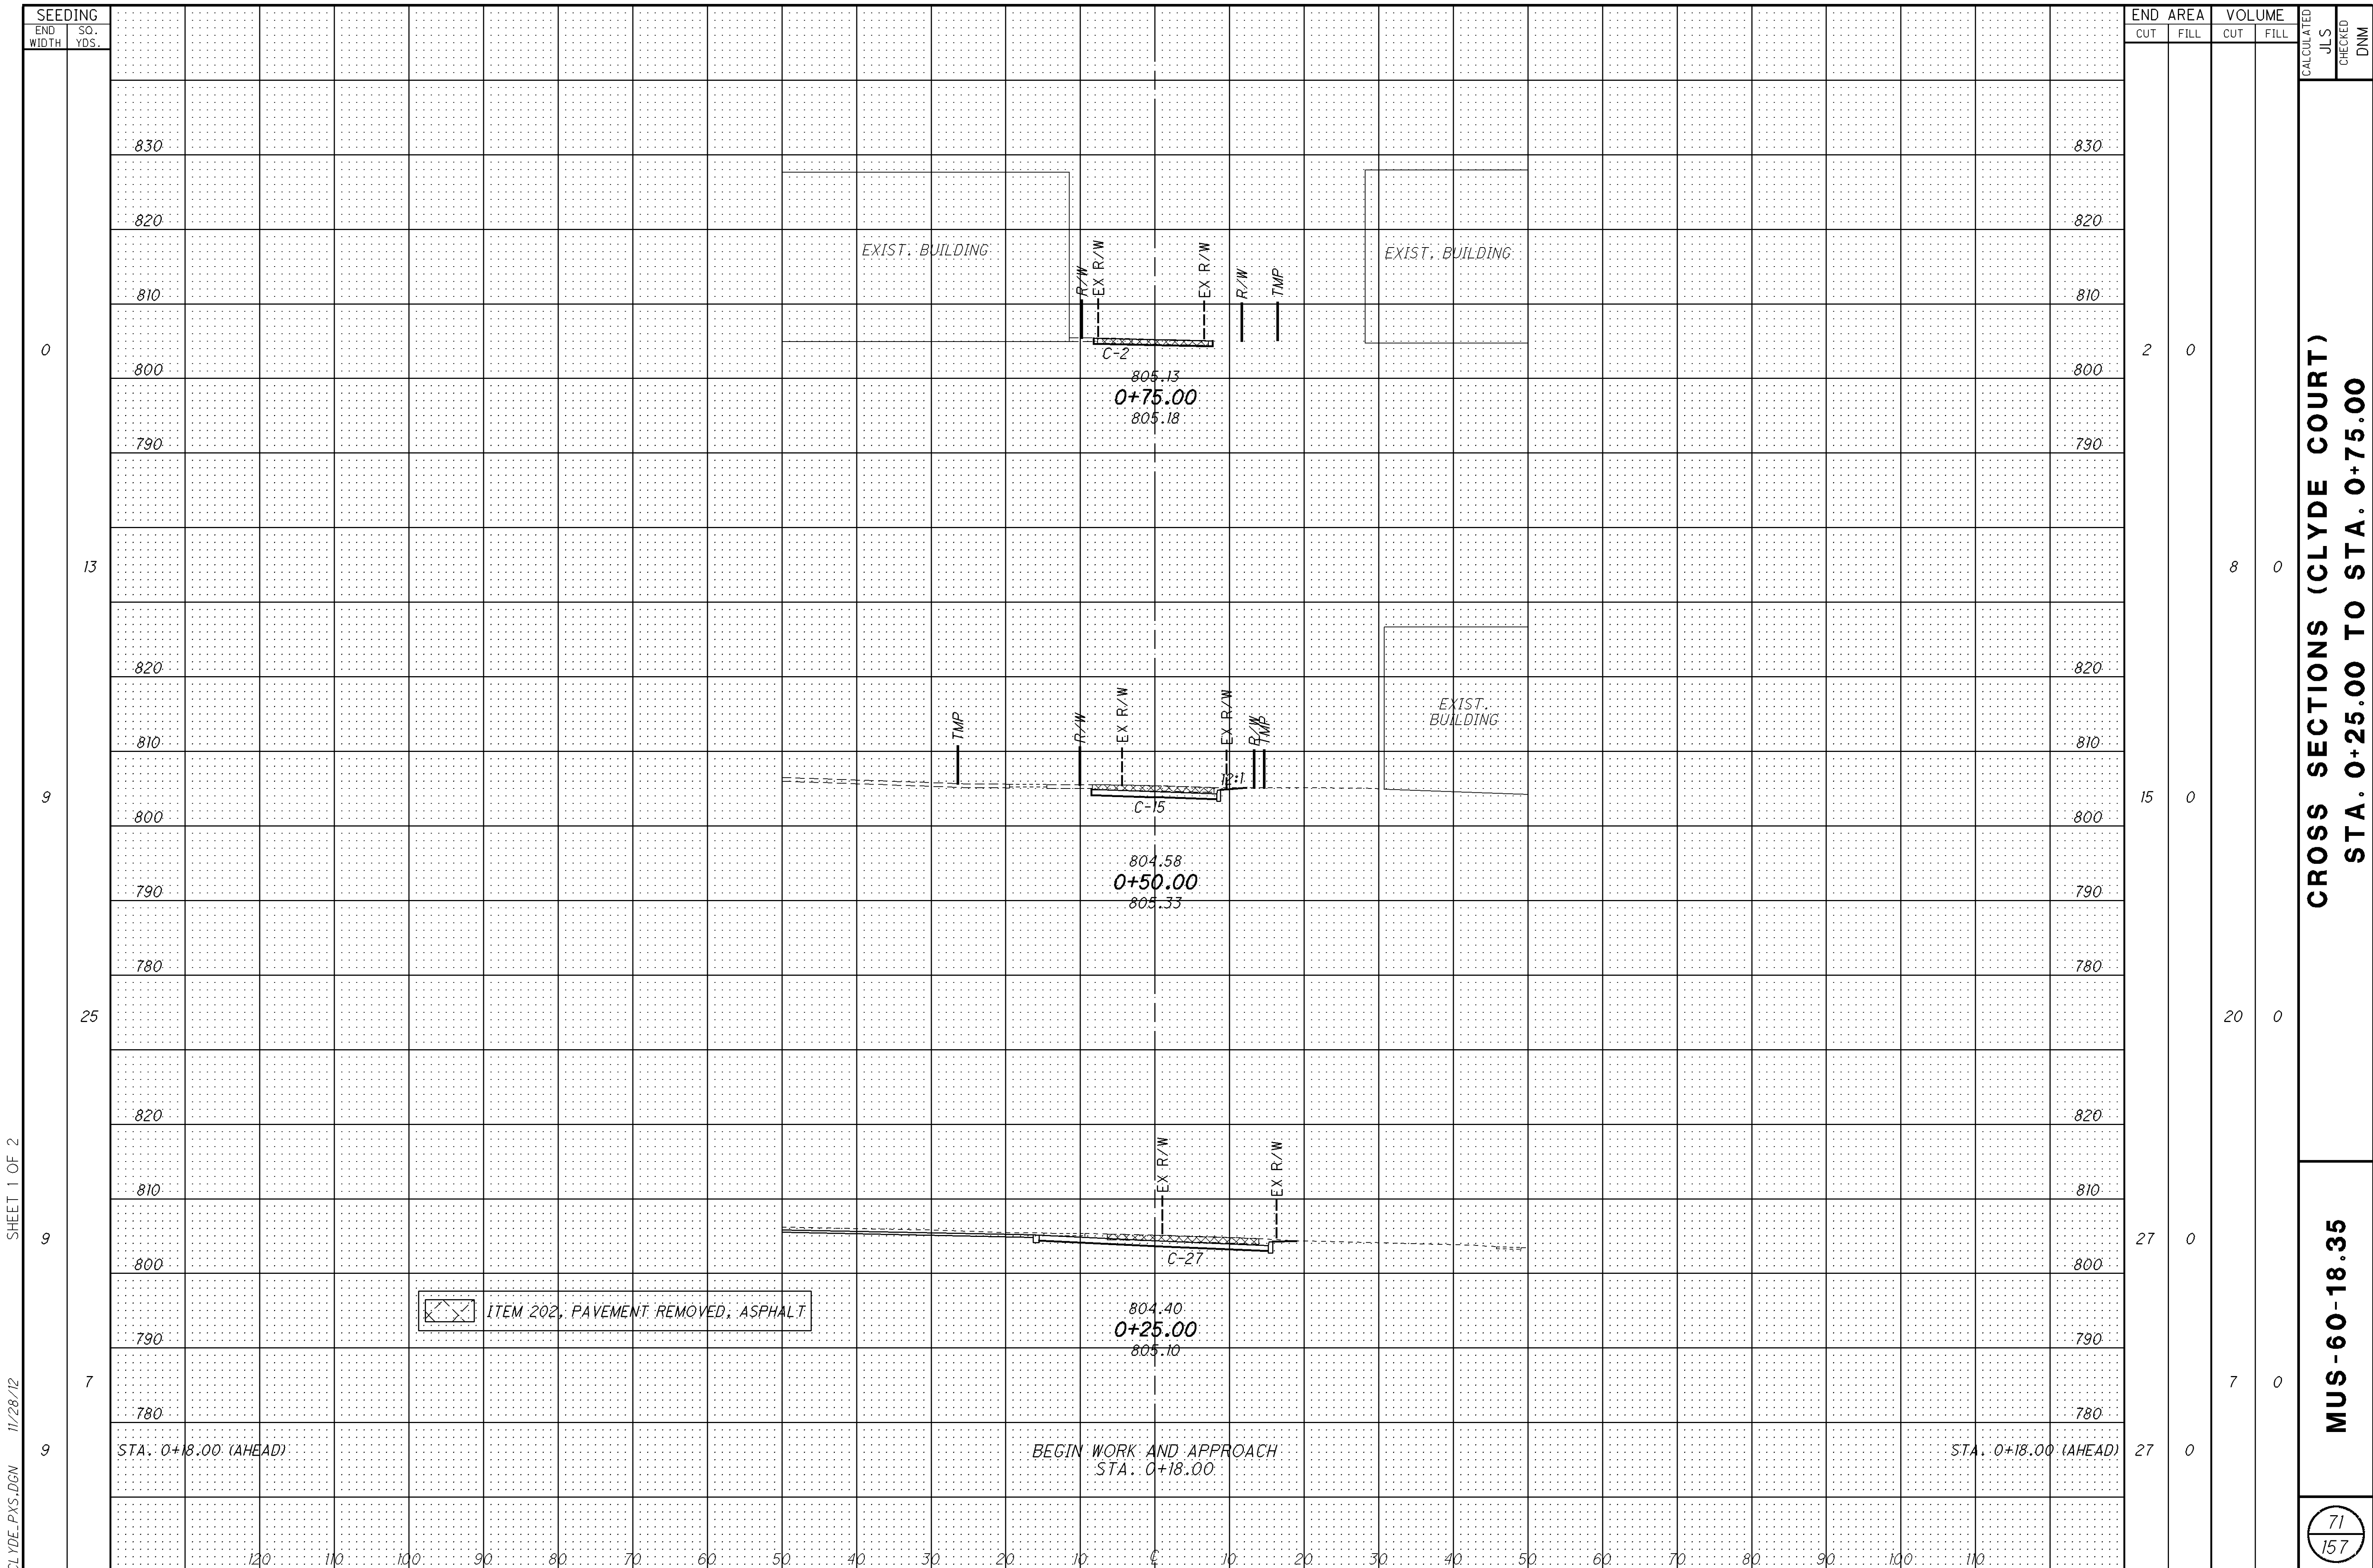 SEEDING
END WIDTH
SQ. YDS.
END AREA
VOLUME
CUT
FILL
CUT
FILL
CALCULATED
JLS
CHECKED
DNM
830
830
820
820
EXIST. BUILDING
EXIST. BUILDING
R/W
EX R/W
EX R/W
R/W
TMP
810
810
0
C-2
2
0
800
800
805.13
0+75.00
805.18
790
790
13
8
0
820
820
EXIST.
BUILDING
TMP
R/W
EX R/W
EX R/W
R/W
TMP
810
810
12:1
9
C-15
15
0
800
800
804.58
0+50.00
805.33
790
790
780
780
25
20
0
820
820
EX R/W
EX R/W
810
810
9
C-27
27
0
800
800
ITEM 202, PAVEMENT REMOVED, ASPHALT
804.40
0+25.00
805.10
790
790
7
7
0
780
780
9
STA. 0+18.00 (AHEAD)
BEGIN WORK AND APPROACH
STA. 0+18.00
STA. 0+18.00 (AHEAD)
27
0
120 110 100 90 80 70 60 50 40 30 20 10 ℄ 10 20 30 40 50 60 70 80 90 100 110
SHEET 1 OF 2
CLYDE_PXS.DGN 11/28/12
CROSS SECTIONS (CLYDE COURT)
STA. 0+25.00 TO STA. 0+75.00
MUS-60-18.35
71
157